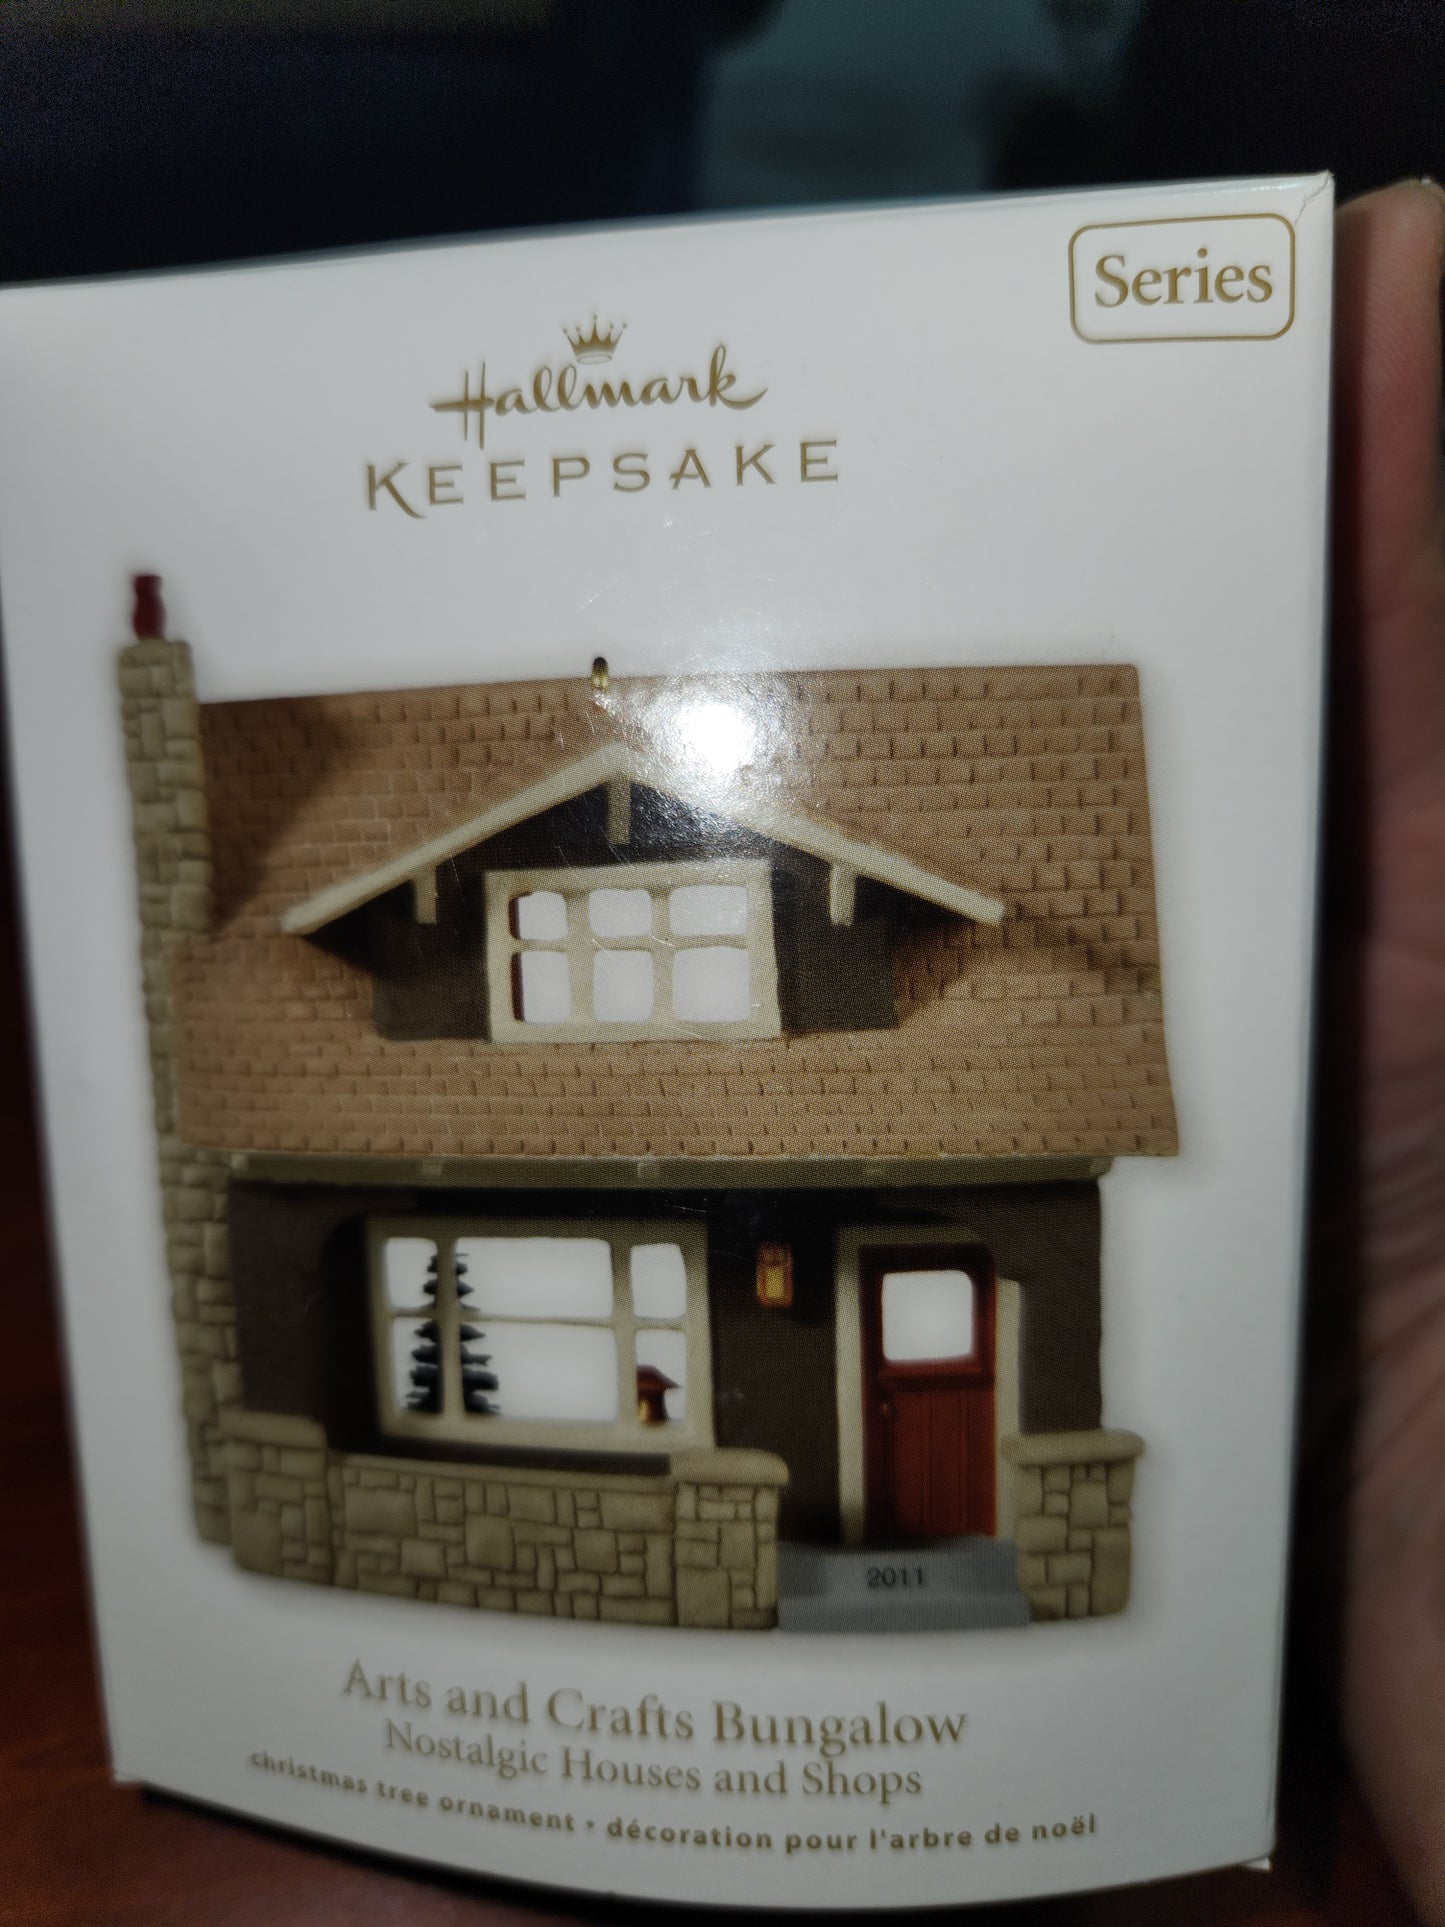 Series
Hallmark
KEEPSAKE
2011
Arts and Crafts Bungalow
Nostalgic Houses and Shops
christmas tree ornament • décoration pour l'arbre de noël